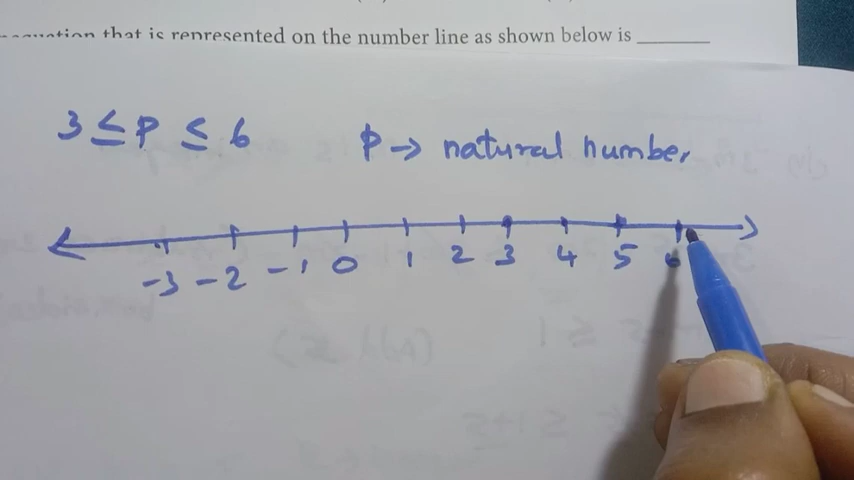 that is represented on the number line as shown below is ________
3 ≤ p ≤ 6 p → natural number.
-3 -2 -1 0 1 2 3 4 5 6